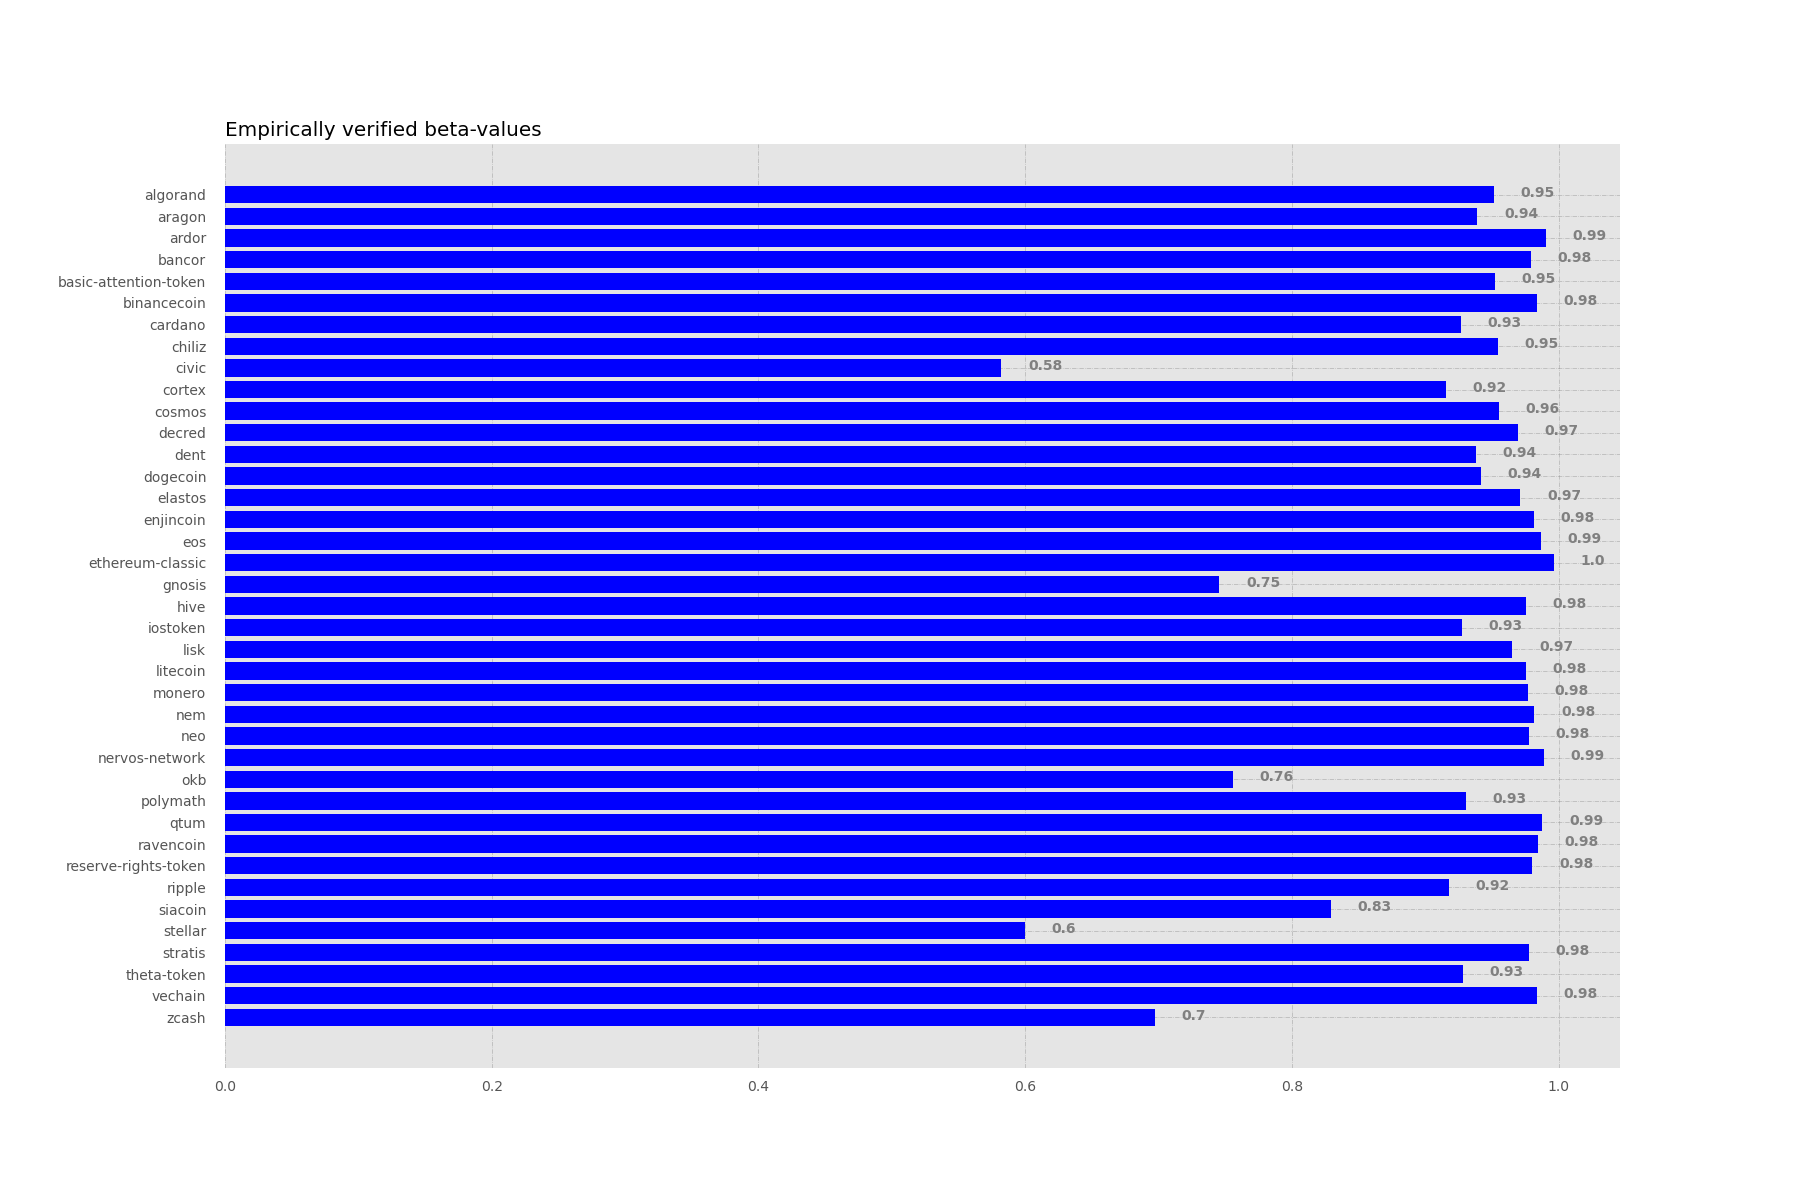 Empirically verified beta-values
algorand 0.95
aragon 0.94
ardor 0.99
bancor 0.98
basic-attention-token 0.95
binancecoin 0.98
cardano 0.93
chiliz 0.95
civic 0.58
cortex 0.92
cosmos 0.96
decred 0.97
dent 0.94
dogecoin 0.94
elastos 0.97
enjincoin 0.98
eos 0.99
ethereum-classic 1.0
gnosis 0.75
hive 0.98
iostoken 0.93
lisk 0.97
litecoin 0.98
monero 0.98
nem 0.98
neo 0.98
nervos-network 0.99
okb 0.76
polymath 0.93
qtum 0.99
ravencoin 0.98
reserve-rights-token 0.98
ripple 0.92
siacoin 0.83
stellar 0.6
stratis 0.98
theta-token 0.93
vechain 0.98
zcash 0.7
0.0 0.2 0.4 0.6 0.8 1.0